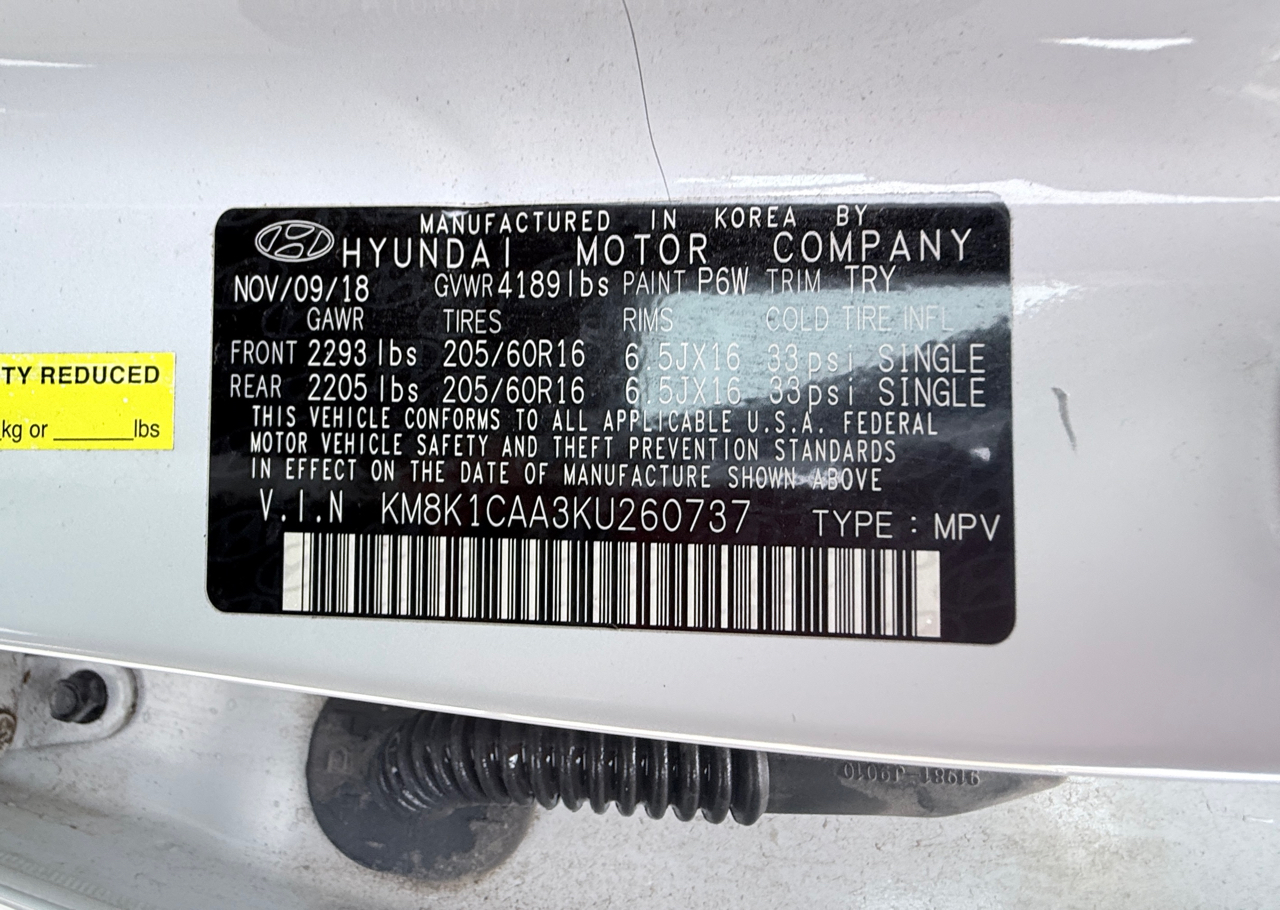 MANUFACTURED IN KOREA BY
HYUNDAI MOTOR COMPANY
NOV/09/18 GVWR 4189 lbs PAINT P6W TRIM TRY
GAWR TIRES RIMS COLD TIRE INFL
FRONT 2293 lbs 205/60R16 6.5JX16 33psi SINGLE
REAR 2205 lbs 205/60R16 6.5JX16 33psi SINGLE
THIS VEHICLE CONFORMS TO ALL APPLICABLE U.S.A. FEDERAL
MOTOR VEHICLE SAFETY AND THEFT PREVENTION STANDARDS
IN EFFECT ON THE DATE OF MANUFACTURE SHOWN ABOVE
V.I.N KM8K1CAA3KU260737 TYPE : MPV
TY REDUCED
kg or ______lbs
91981-J9010